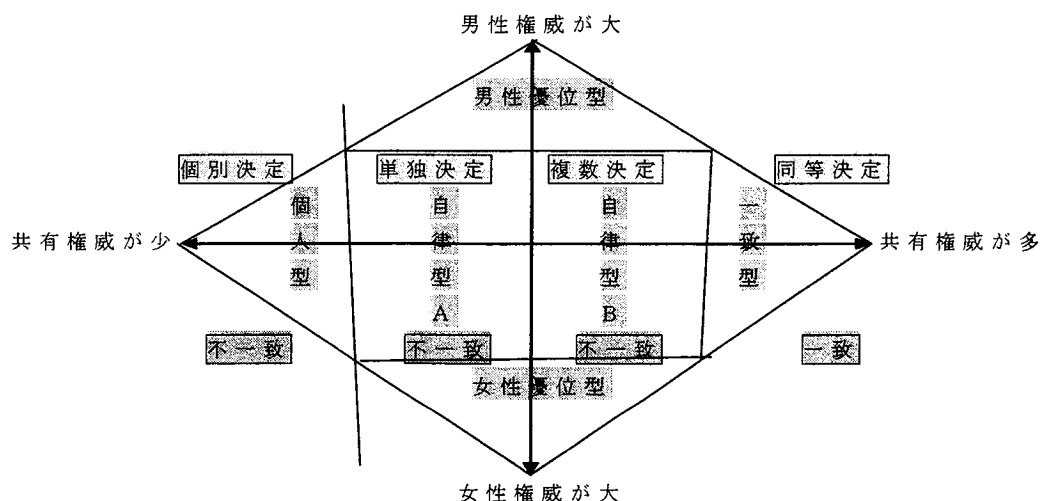 男性権威が大
男性優位型
個別決定
単独決定
複数決定
同等決定
個人型
自律型A
自律型B
一致型
共有権威が少
共有権威が多
不一致
不一致
不一致
一致
女性優位型
女性権威が大